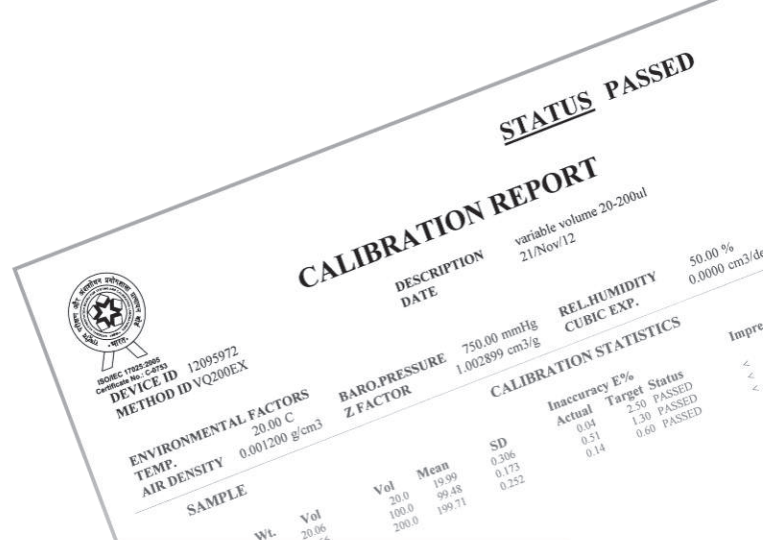 STATUS PASSED
CALIBRATION REPORT
DESCRIPTION variable volume 20-200ul
DATE 21/Nov/12
ISO/IEC 17025:2005
Certificate No.: C-0753
DEVICE ID 12095972
METHOD ID VQ200EX
ENVIRONMENTAL FACTORS
TEMP. 20.00 C BARO.PRESSURE 750.00 mmHg REL.HUMIDITY 50.00 %
AIR DENSITY 0.001200 g/cm3 Z FACTOR 1.002899 cm3/g CUBIC EXP. 0.0000 cm3/de
SAMPLE CALIBRATION STATISTICS
Inaccuracy E% Impre
Wt. Vol Vol Mean SD Actual Target Status
20.06 20.0 19.99 0.306 0.04 2.50 PASSED <
100.0 99.48 0.173 0.51 1.30 PASSED <
200.0 199.71 0.252 0.14 0.60 PASSED <